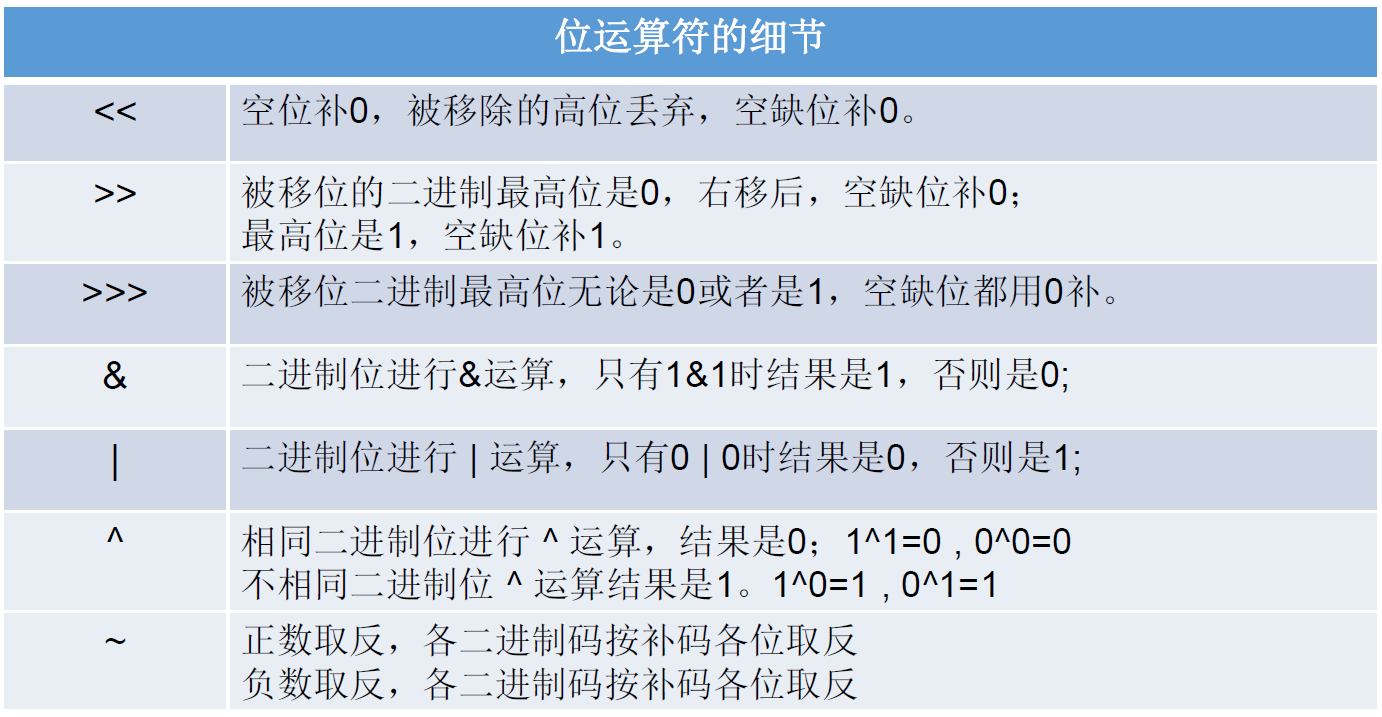 位运算符的细节
<< 空位补0，被移除的高位丢弃，空缺位补0。
>> 被移位的二进制最高位是0，右移后，空缺位补0；
最高位是1，空缺位补1。
>>> 被移位二进制最高位无论是0或者是1，空缺位都用0补。
& 二进制位进行&运算，只有1&1时结果是1，否则是0;
| 二进制位进行 | 运算，只有0 | 0时结果是0，否则是1;
^ 相同二进制位进行 ^ 运算，结果是0；1^1=0 , 0^0=0
不相同二进制位 ^ 运算结果是1。1^0=1 , 0^1=1
~ 正数取反，各二进制码按补码各位取反
负数取反，各二进制码按补码各位取反